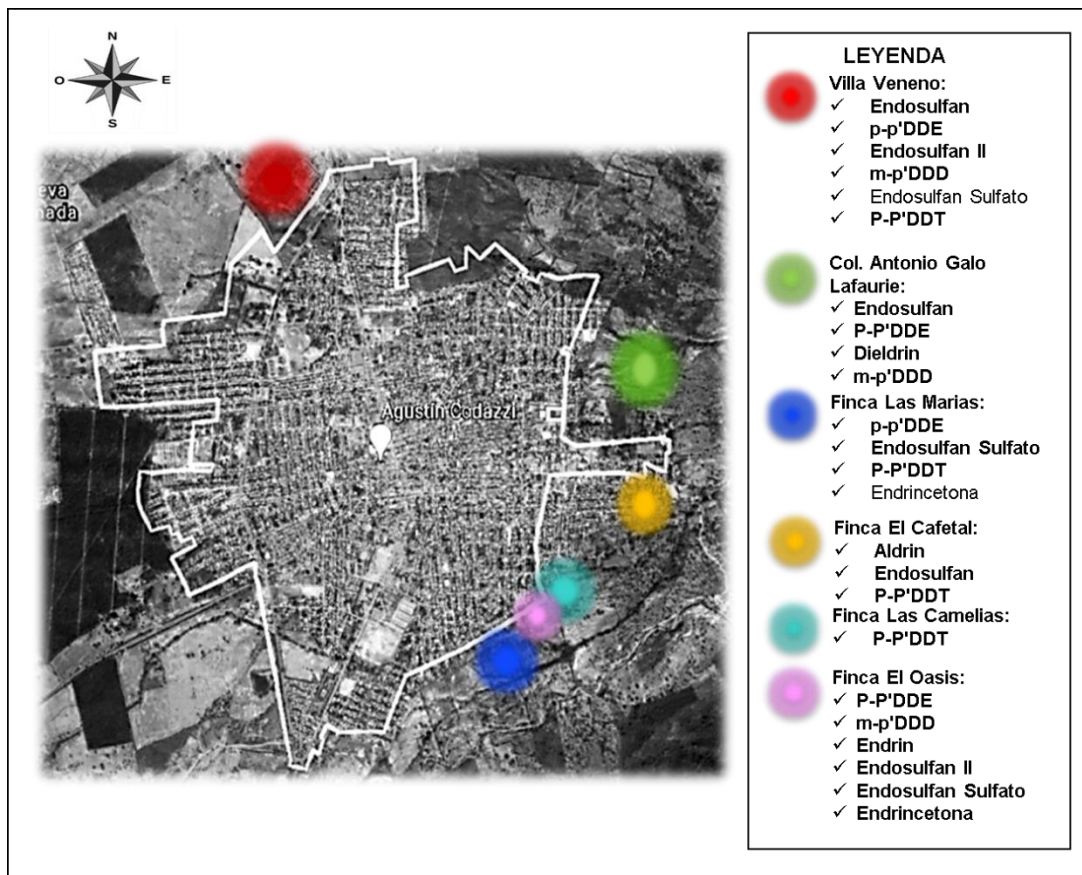 N
O
E
S
eva
nada
Agustín Codazzi
LEYENDA
Villa Veneno:
✓ Endosulfan
✓ p-p'DDE
✓ Endosulfan II
✓ m-p'DDD
✓ Endosulfan Sulfato
✓ P-P'DDT
Col. Antonio Galo
Lafaurie:
✓ Endosulfan
✓ P-P'DDE
✓ Dieldrin
✓ m-p'DDD
Finca Las Marias:
✓ p-p'DDE
✓ Endosulfan Sulfato
✓ P-P'DDT
✓ Endrincetona
Finca El Cafetal:
✓ Aldrin
✓ Endosulfan
✓ P-P'DDT
Finca Las Camelias:
✓ P-P'DDT
Finca El Oasis:
✓ P-P'DDE
✓ m-p'DDD
✓ Endrin
✓ Endosulfan II
✓ Endosulfan Sulfato
✓ Endrincetona